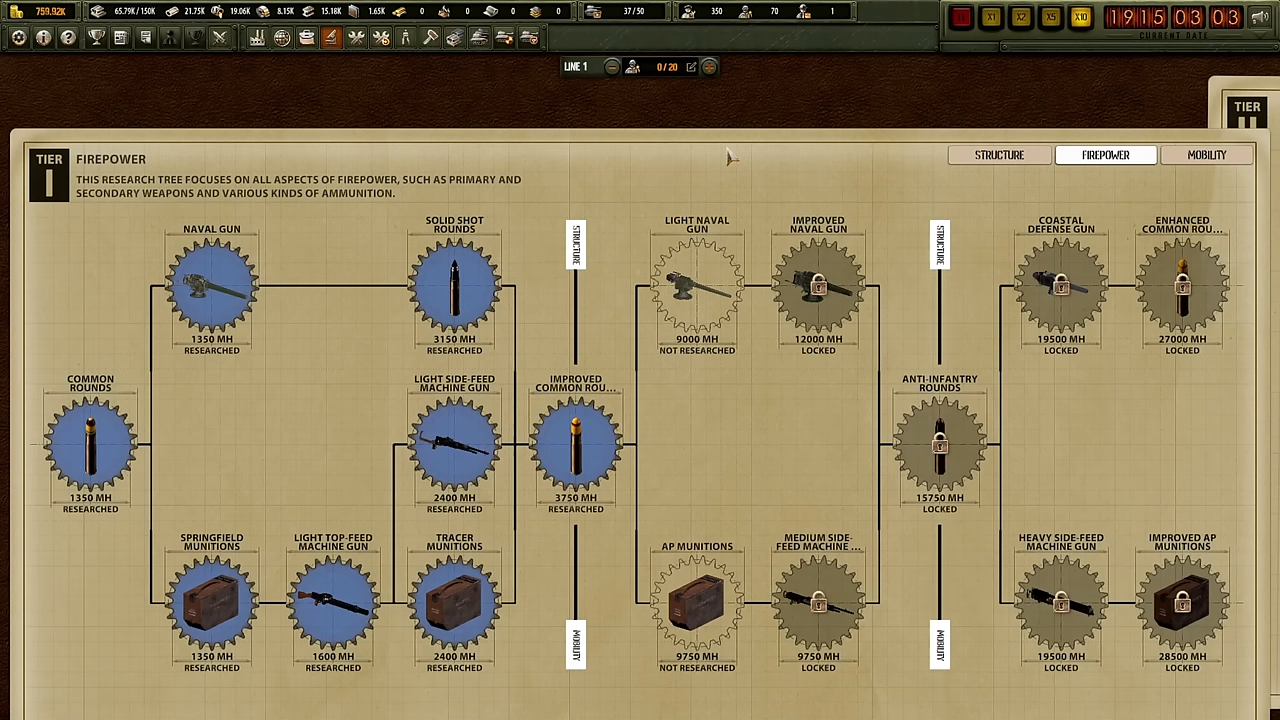 759,92K
65.79K/150K
21.75K
19.06K
8.15K
15.18K
1.65K
0
0
0
0
37/50
350
70
1
X1
X2
X5
X10
1915 03 03
CURRENT DATE
LINE 1
0/20
TIER
II
TIER
I
FIREPOWER
THIS RESEARCH TREE FOCUSES ON ALL ASPECTS OF FIREPOWER, SUCH AS PRIMARY AND
SECONDARY WEAPONS AND VARIOUS KINDS OF AMMUNITION.
STRUCTURE
FIREPOWER
MOBILITY
NAVAL GUN
1350 MH
RESEARCHED
SOLID SHOT
ROUNDS
3150 MH
RESEARCHED
STRUCTURE
LIGHT NAVAL
GUN
9000 MH
NOT RESEARCHED
IMPROVED
NAVAL GUN
12000 MH
LOCKED
STRUCTURE
COASTAL
DEFENSE GUN
19500 MH
LOCKED
ENHANCED
COMMON ROU...
27000 MH
LOCKED
COMMON
ROUNDS
1350 MH
RESEARCHED
LIGHT SIDE-FEED
MACHINE GUN
2400 MH
RESEARCHED
IMPROVED
COMMON ROU...
3750 MH
RESEARCHED
ANTI-INFANTRY
ROUNDS
15750 MH
LOCKED
SPRINGFIELD
MUNITIONS
1350 MH
RESEARCHED
LIGHT TOP-FEED
MACHINE GUN
1600 MH
RESEARCHED
TRACER
MUNITIONS
2400 MH
RESEARCHED
MOBILITY
AP MUNITIONS
9750 MH
NOT RESEARCHED
MEDIUM SIDE-
FEED MACHINE ...
9750 MH
LOCKED
MOBILITY
HEAVY SIDE-FEED
MACHINE GUN
19500 MH
LOCKED
IMPROVED AP
MUNITIONS
28500 MH
LOCKED